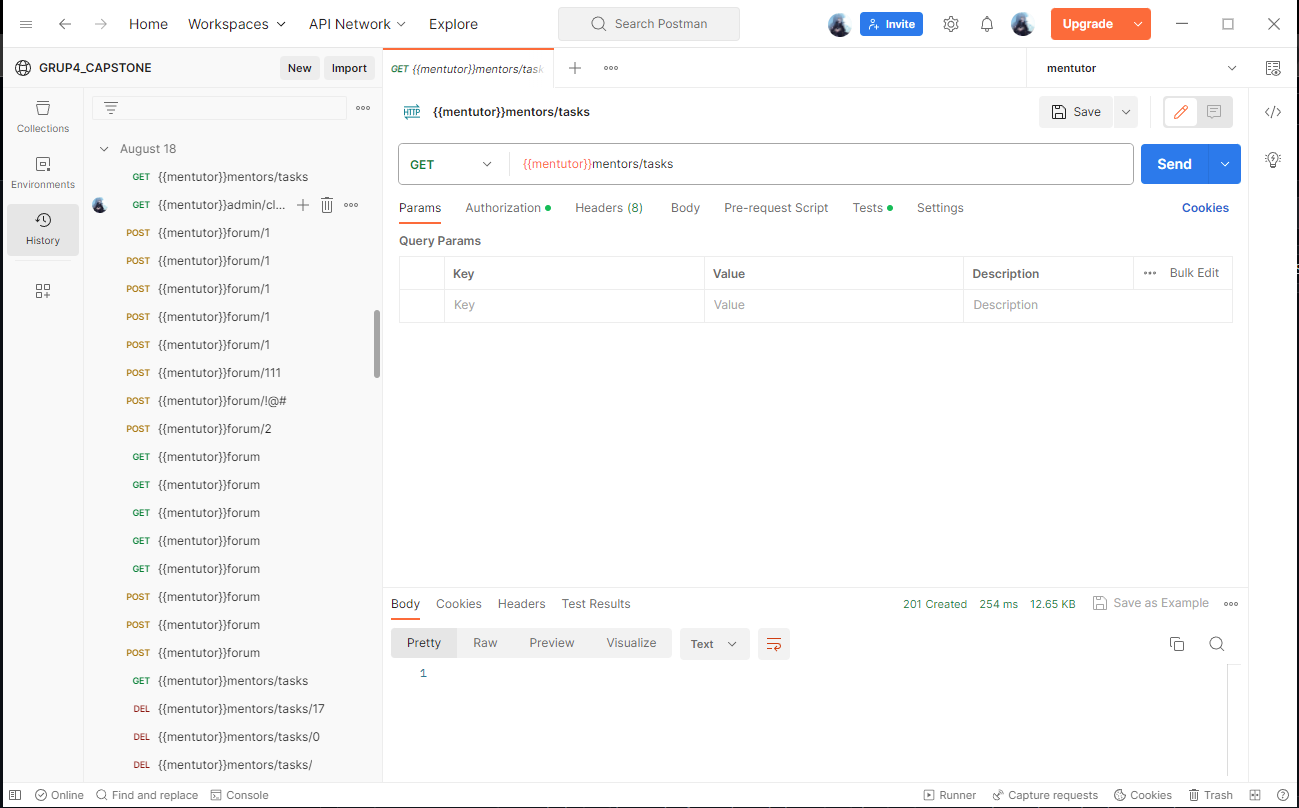 Home Workspaces API Network Explore Search Postman Invite Upgrade
GRUP4_CAPSTONE New Import GET {{mentutor}}mentors/task mentutor
Collections
Environments
History
August 18
GET {{mentutor}}mentors/tasks
GET {{mentutor}}admin/cl...
POST {{mentutor}}forum/1
POST {{mentutor}}forum/1
POST {{mentutor}}forum/1
POST {{mentutor}}forum/1
POST {{mentutor}}forum/1
POST {{mentutor}}forum/111
POST {{mentutor}}forum/!@#
POST {{mentutor}}forum/2
GET {{mentutor}}forum
GET {{mentutor}}forum
GET {{mentutor}}forum
GET {{mentutor}}forum
GET {{mentutor}}forum
POST {{mentutor}}forum
POST {{mentutor}}forum
POST {{mentutor}}forum
GET {{mentutor}}mentors/tasks
DEL {{mentutor}}mentors/tasks/17
DEL {{mentutor}}mentors/tasks/0
DEL {{mentutor}}mentors/tasks/
HTTP {{mentutor}}mentors/tasks Save
GET {{mentutor}}mentors/tasks Send
Params Authorization Headers (8) Body Pre-request Script Tests Settings Cookies
Query Params
Key Value Description Bulk Edit
Key Value Description
Body Cookies Headers Test Results 201 Created 254 ms 12.65 KB Save as Example
Pretty Raw Preview Visualize Text
1
Online Find and replace Console Runner Capture requests Cookies Trash